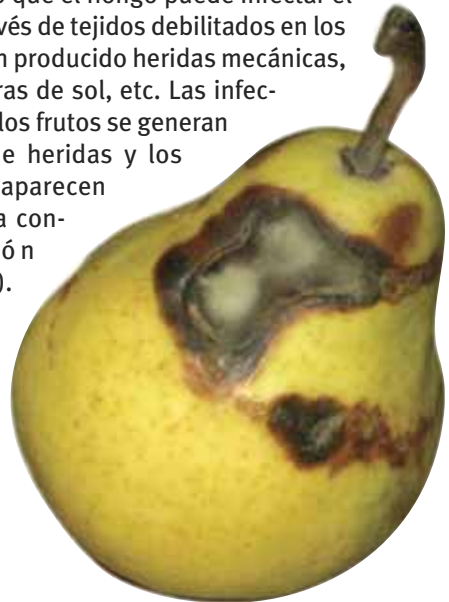 que el hongo puede infectar el
vés de tejidos debilitados en los
n producido heridas mecánicas,
ras de sol, etc. Las infec-
los frutos se generan
e heridas y los
aparecen
a con-
ó n
).